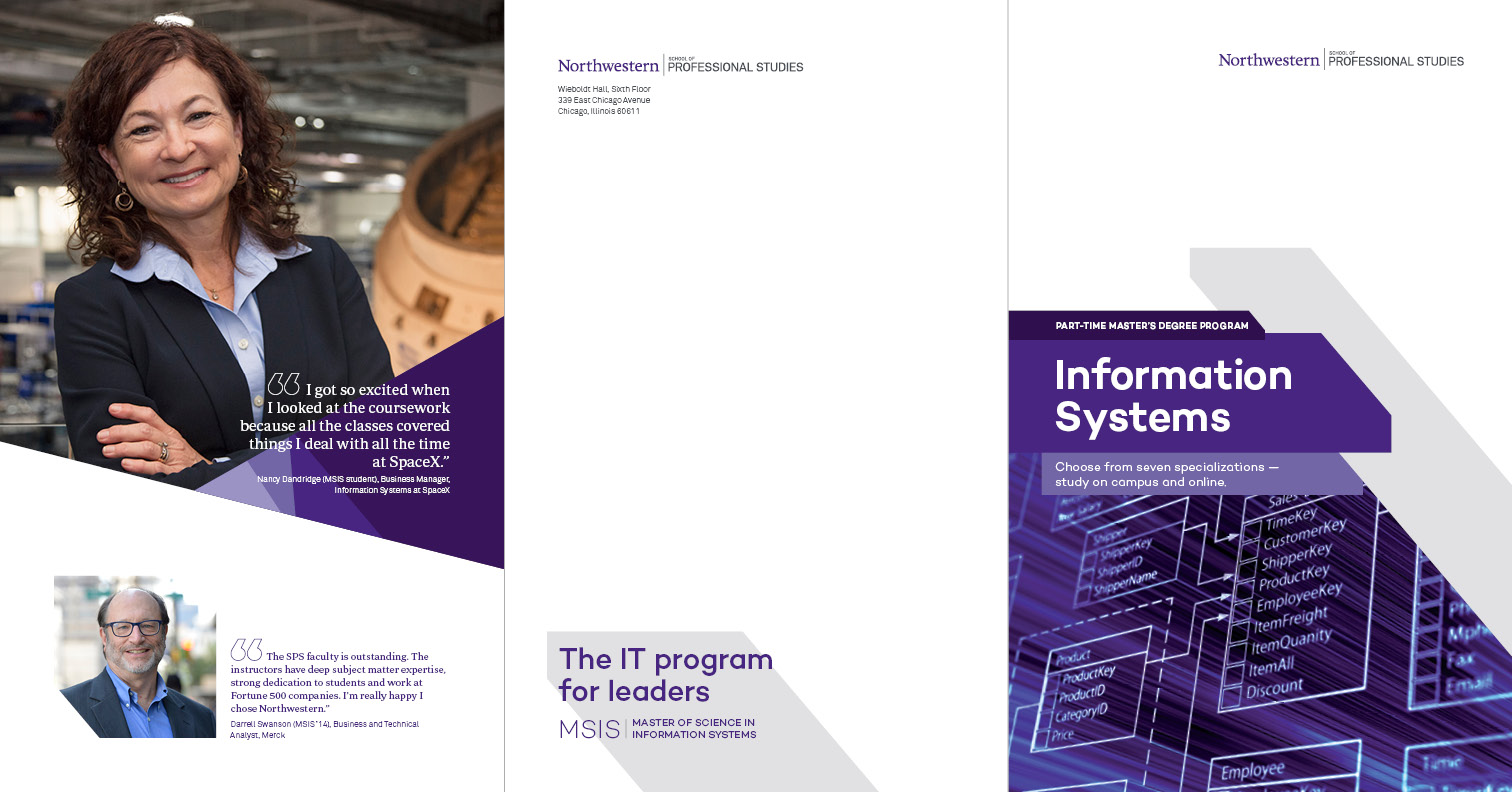 “ I got so excited when
I looked at the coursework
because all the classes covered
things I deal with all the time
at SpaceX.”
Nancy Dandridge (MSIS student), Business Manager,
Information Systems at SpaceX
“ The SPS faculty is outstanding. The
instructors have deep subject matter expertise,
strong dedication to students and work at
Fortune 500 companies. I’m really happy I
chose Northwestern.”
Darrell Swanson (MSIS’14), Business and Technical
Analyst, Merck
Northwestern | SCHOOL OF
PROFESSIONAL STUDIES
Wieboldt Hall, Sixth Floor
339 East Chicago Avenue
Chicago, Illinois 60611
The IT program
for leaders
MSIS | MASTER OF SCIENCE IN
INFORMATION SYSTEMS
Northwestern | SCHOOL OF
PROFESSIONAL STUDIES
PART-TIME MASTER’S DEGREE PROGRAM
Information
Systems
Choose from seven specializations —
study on campus and online.
Salary
Shipper
ShipperKey
ShipperID
ShipperName
Sales
TimeKey
CustomerKey
ShipperKey
ProductKey
EmployeeKey
ItemFreight
ItemQuanity
ItemAll
Discount
Product
ProductKey
ProductID
CategoryID
Price
Fax
Email
Employee
EmployeeKey
Time